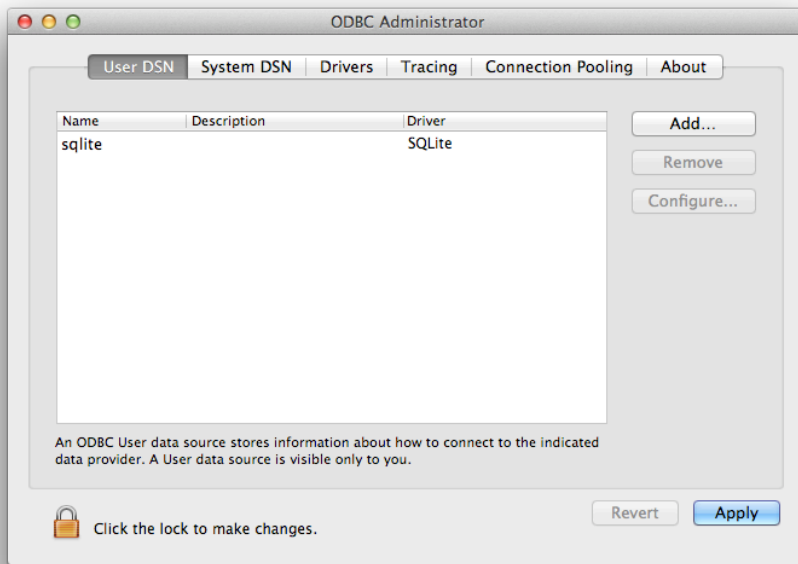 ODBC Administrator
User DSN System DSN Drivers Tracing Connection Pooling About
Name Description Driver
sqlite SQLite
Add...
Remove
Configure...
An ODBC User data source stores information about how to connect to the indicated
data provider. A User data source is visible only to you.
Click the lock to make changes.
Revert Apply